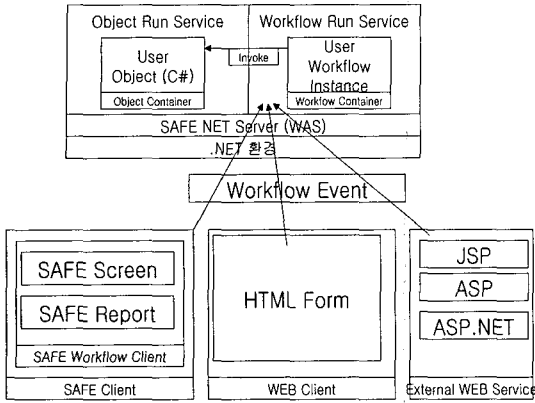 Object Run Service
Workflow Run Service
User
Object (C#)
Object Container
Invoke
User
Workflow
Instance
Workflow Container
SAFE NET Server (WAS)
.NET 환경
Workflow Event
SAFE Screen
SAFE Report
SAFE Workflow Client
SAFE Client
HTML Form
WEB Client
JSP
ASP
ASP.NET
External WEB Service